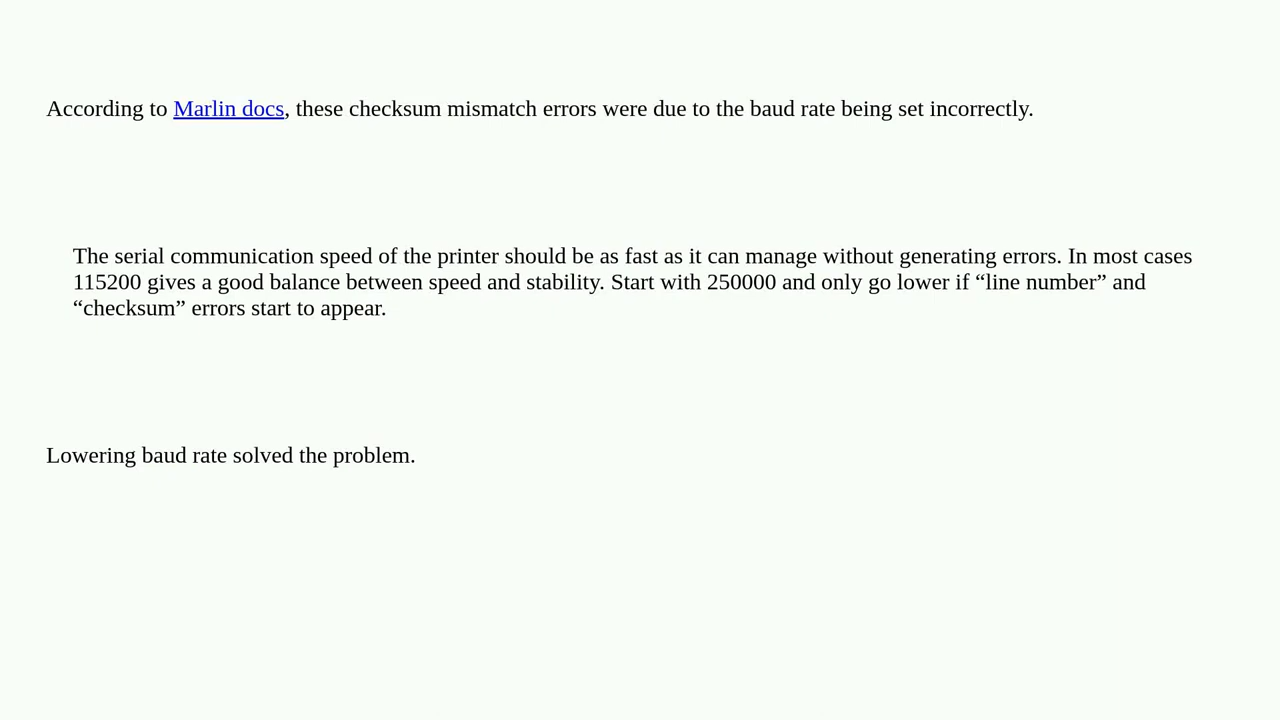 According to Marlin docs, these checksum mismatch errors were due to the baud rate being set incorrectly.
The serial communication speed of the printer should be as fast as it can manage without generating errors. In most cases
115200 gives a good balance between speed and stability. Start with 250000 and only go lower if “line number” and
“checksum” errors start to appear.
Lowering baud rate solved the problem.